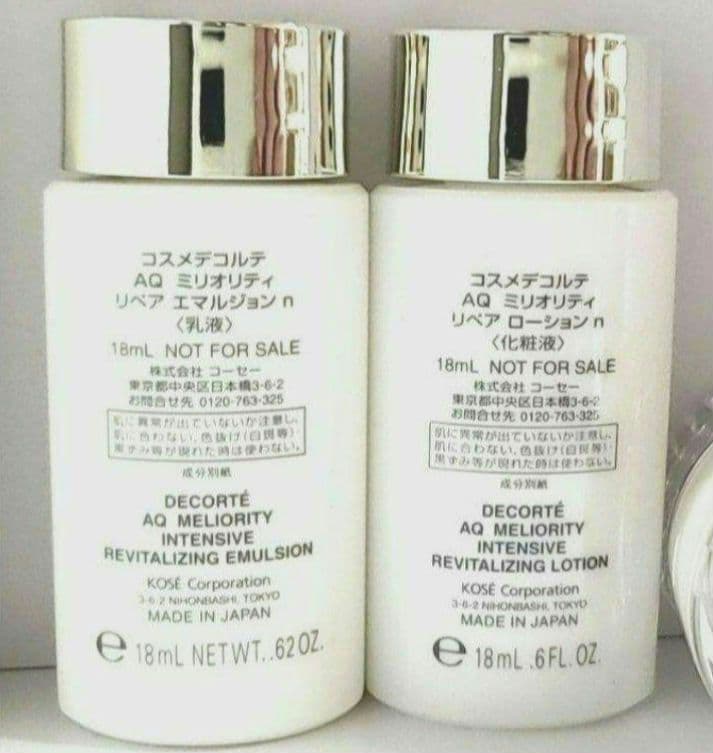 コスメデコルテ
AQ ミリオリティ
リペア エマルジョン n
〈乳液〉
18mL NOT FOR SALE
株式会社 コーセー
東京都中央区日本橋3-6-2
お問合せ先 0120-763-325
肌に異常が出ていないか注意し、
肌に合わない、色抜け(白斑等)・
黒ずみ等が現れた時は使わない。
成分別紙
DECORTÉ
AQ MELIORITY
INTENSIVE
REVITALIZING EMULSION
KOSÉ Corporation
3-6-2 NIHONBASHI, TOKYO
MADE IN JAPAN
e 18mL NETWT..62OZ.
コスメデコルテ
AQ ミリオリティ
リペア ローション n
〈化粧液〉
18mL NOT FOR SALE
株式会社 コーセー
東京都中央区日本橋3-6-2
お問合せ先 0120-763-325
肌に異常が出ていないか注意し、
肌に合わない、色抜け(白斑等)・
黒ずみ等が現れた時は使わない。
成分別紙
DECORTÉ
AQ MELIORITY
INTENSIVE
REVITALIZING LOTION
KOSÉ Corporation
3-6-2 NIHONBASHI, TOKYO
MADE IN JAPAN
e 18mL .6FL.OZ.